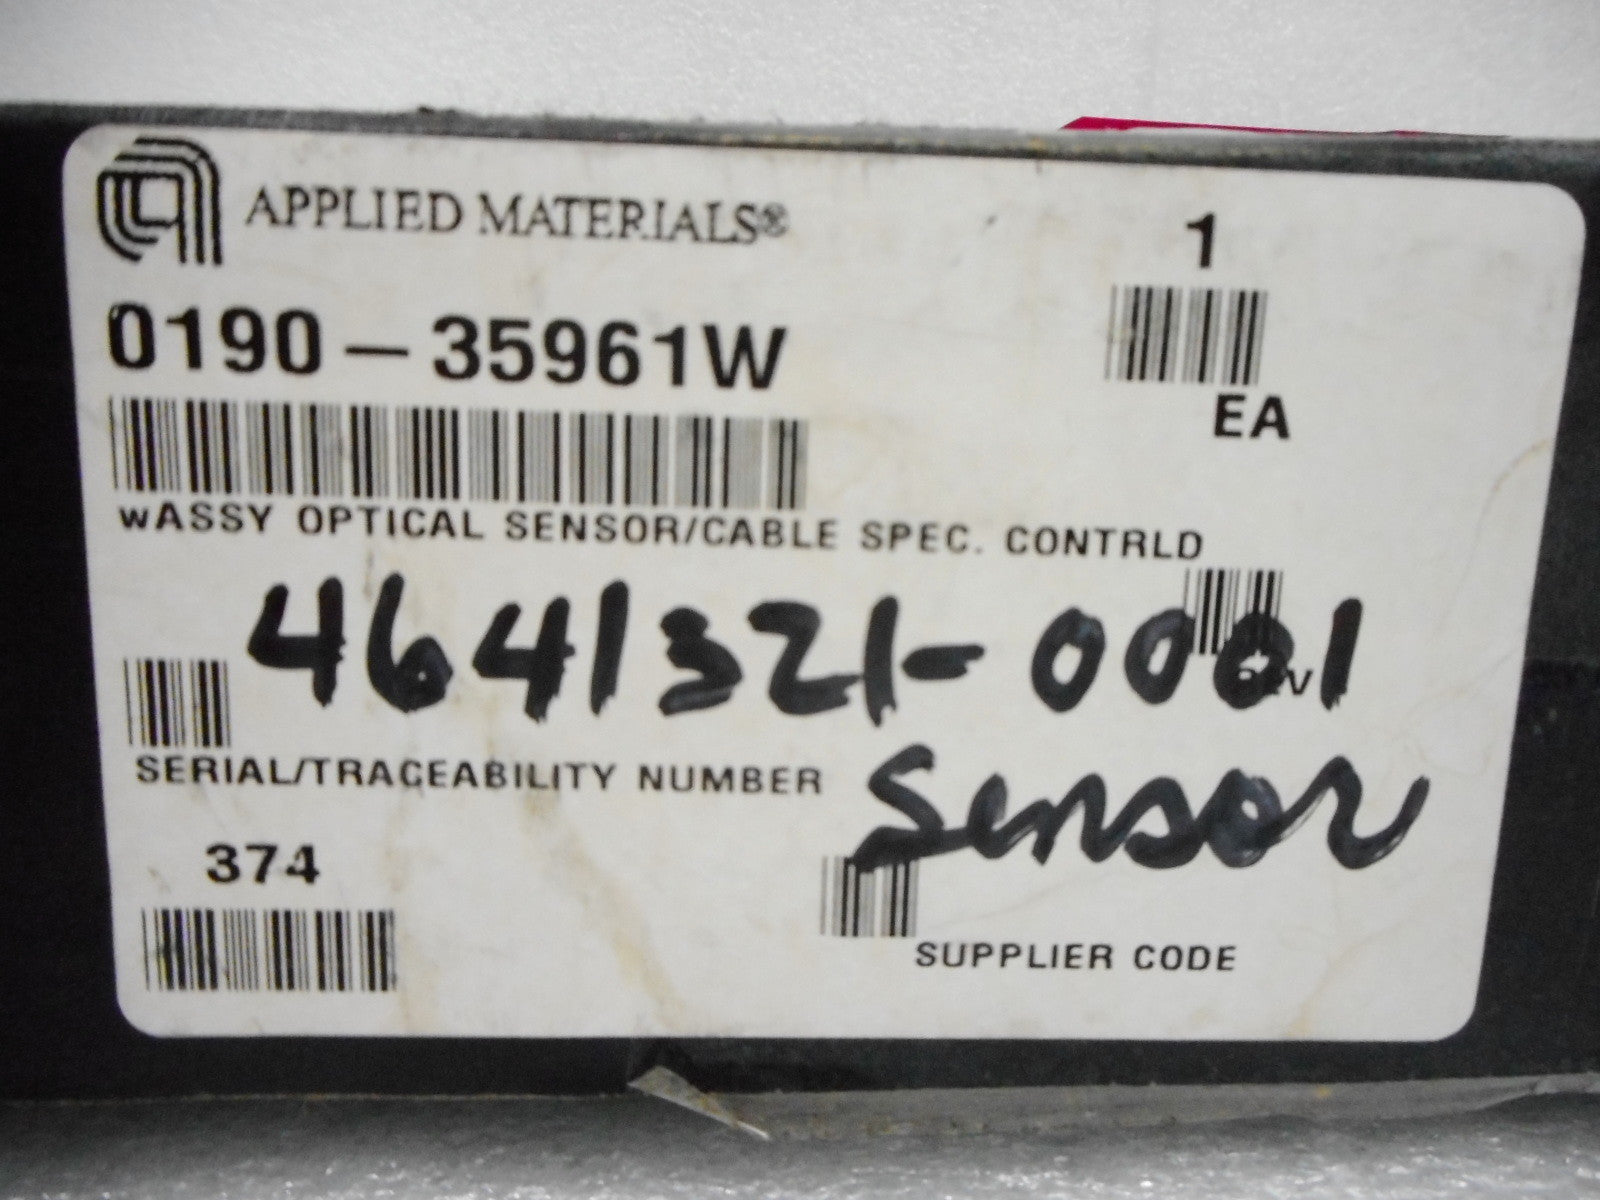 APPLIED MATERIALS®
1
0190-35961W
EA
wASSY OPTICAL SENSOR/CABLE SPEC. CONTRLD
4641321-0001
REV
SERIAL/TRACEABILITY NUMBER
Sensor
374
SUPPLIER CODE